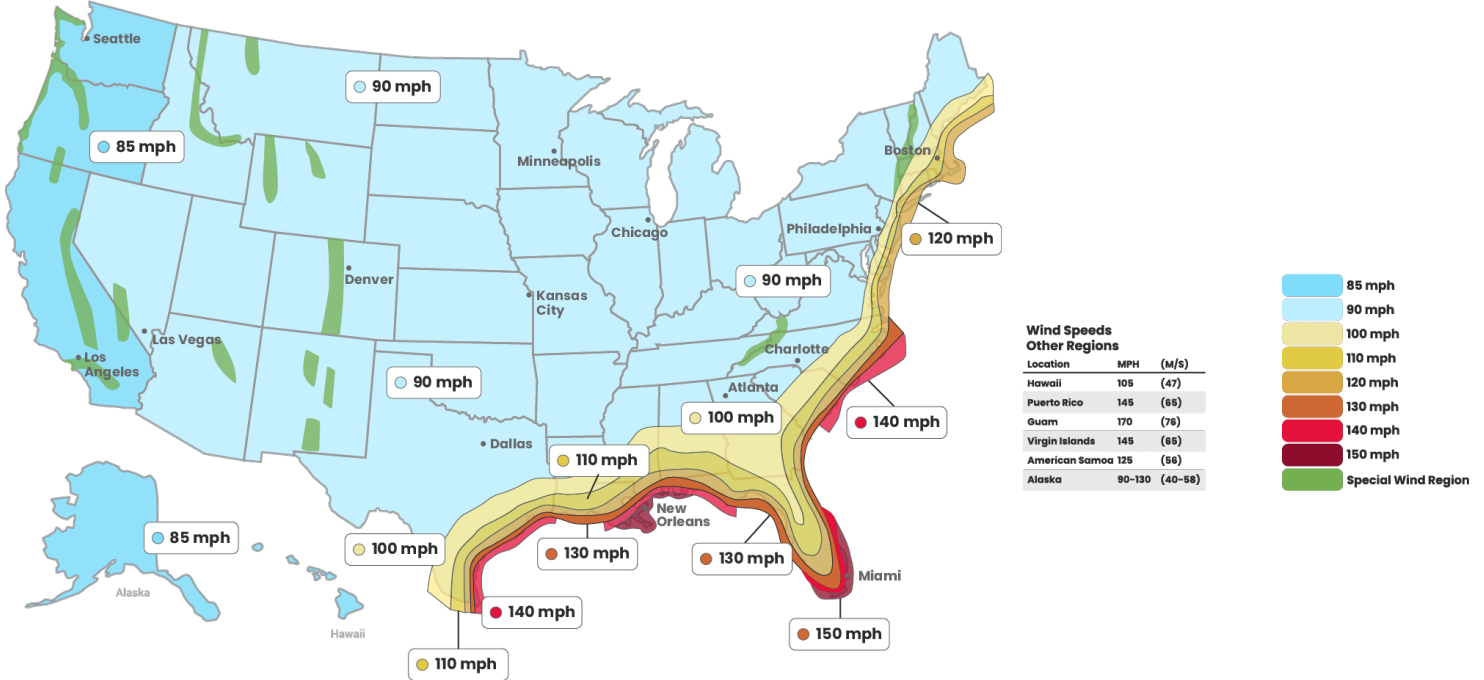 Seattle
90 mph
85 mph
Minneapolis
Boston
Chicago
Philadelphia
120 mph
Denver
90 mph
Kansas
City
Las Vegas
Los
Angeles
Charlotte
90 mph
Atlanta
100 mph
140 mph
Dallas
110 mph
New
Orleans
85 mph
100 mph
130 mph
130 mph
Miami
Alaska
140 mph
Hawaii
150 mph
110 mph
Wind Speeds
Other Regions
Location MPH (M/S)
Hawaii 105 (47)
Puerto Rico 145 (65)
Guam 170 (76)
Virgin Islands 145 (65)
American Samoa 125 (56)
Alaska 90-130 (40-58)
85 mph
90 mph
100 mph
110 mph
120 mph
130 mph
140 mph
150 mph
Special Wind Region